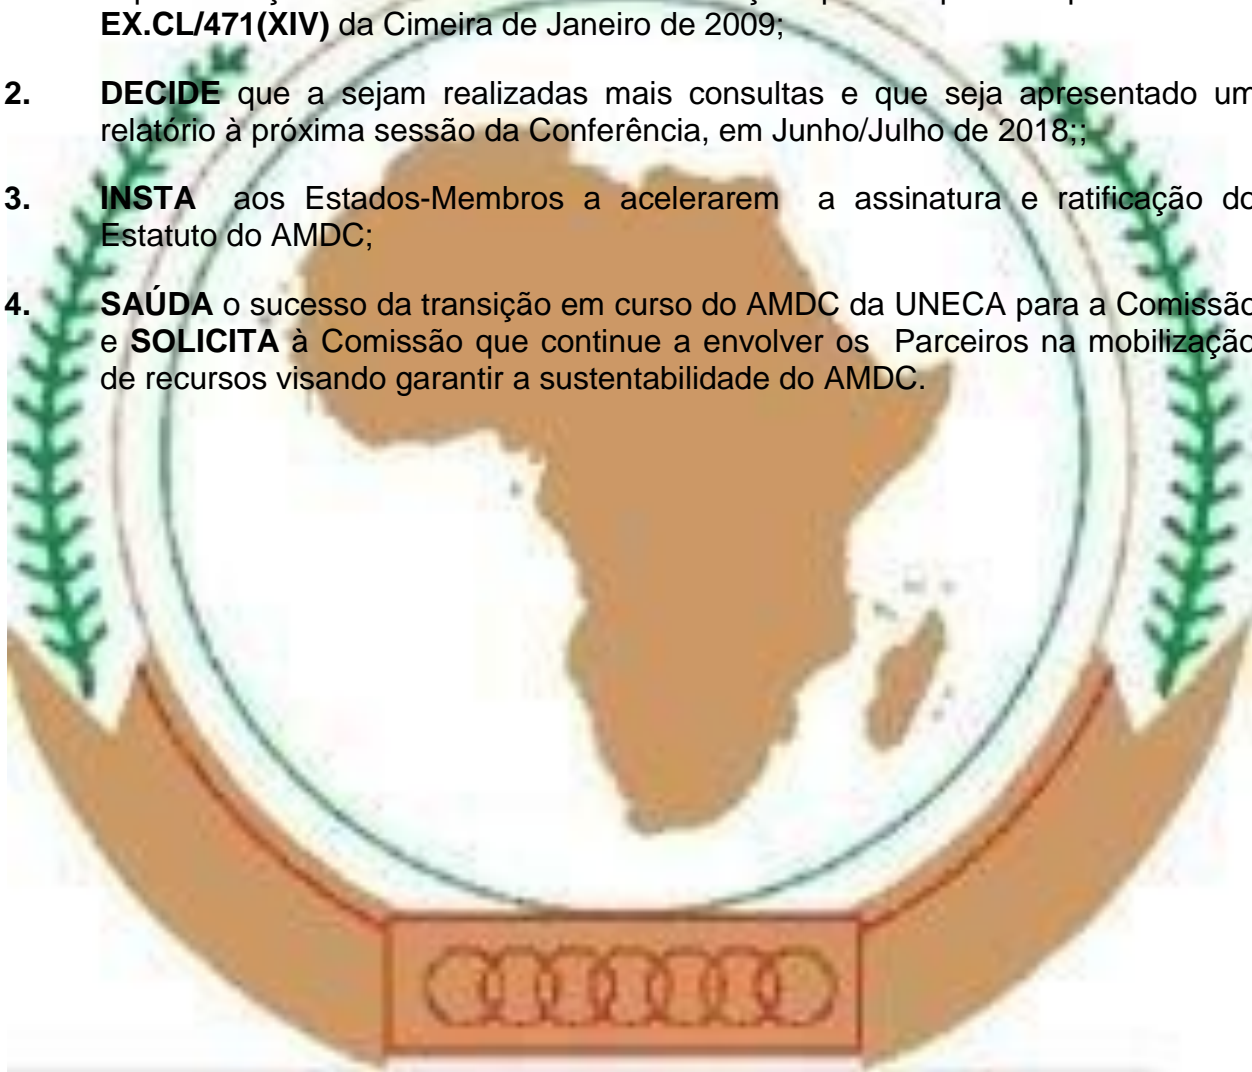 EX.CL/471(XIV) da Cimeira de Janeiro de 2009;
2. DECIDE que a sejam realizadas mais consultas e que seja apresentado um
relatório à próxima sessão da Conferência, em Junho/Julho de 2018;;
3. INSTA aos Estados-Membros a acelerarem a assinatura e ratificação do
Estatuto do AMDC;
4. SAÚDA o sucesso da transição em curso do AMDC da UNECA para a Comissão
e SOLICITA à Comissão que continue a envolver os Parceiros na mobilização
de recursos visando garantir a sustentabilidade do AMDC.